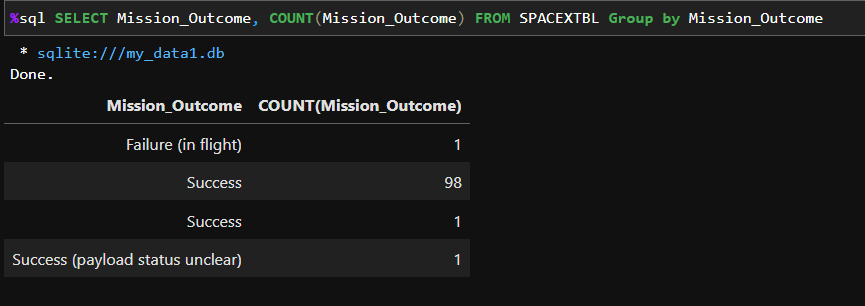 %sql SELECT Mission_Outcome, COUNT(Mission_Outcome) FROM SPACEXTBL Group by Mission_Outcome
* sqlite:///my_data1.db
Done.
Mission_Outcome COUNT(Mission_Outcome)
Failure (in flight) 1
Success 98
Success 1
Success (payload status unclear) 1